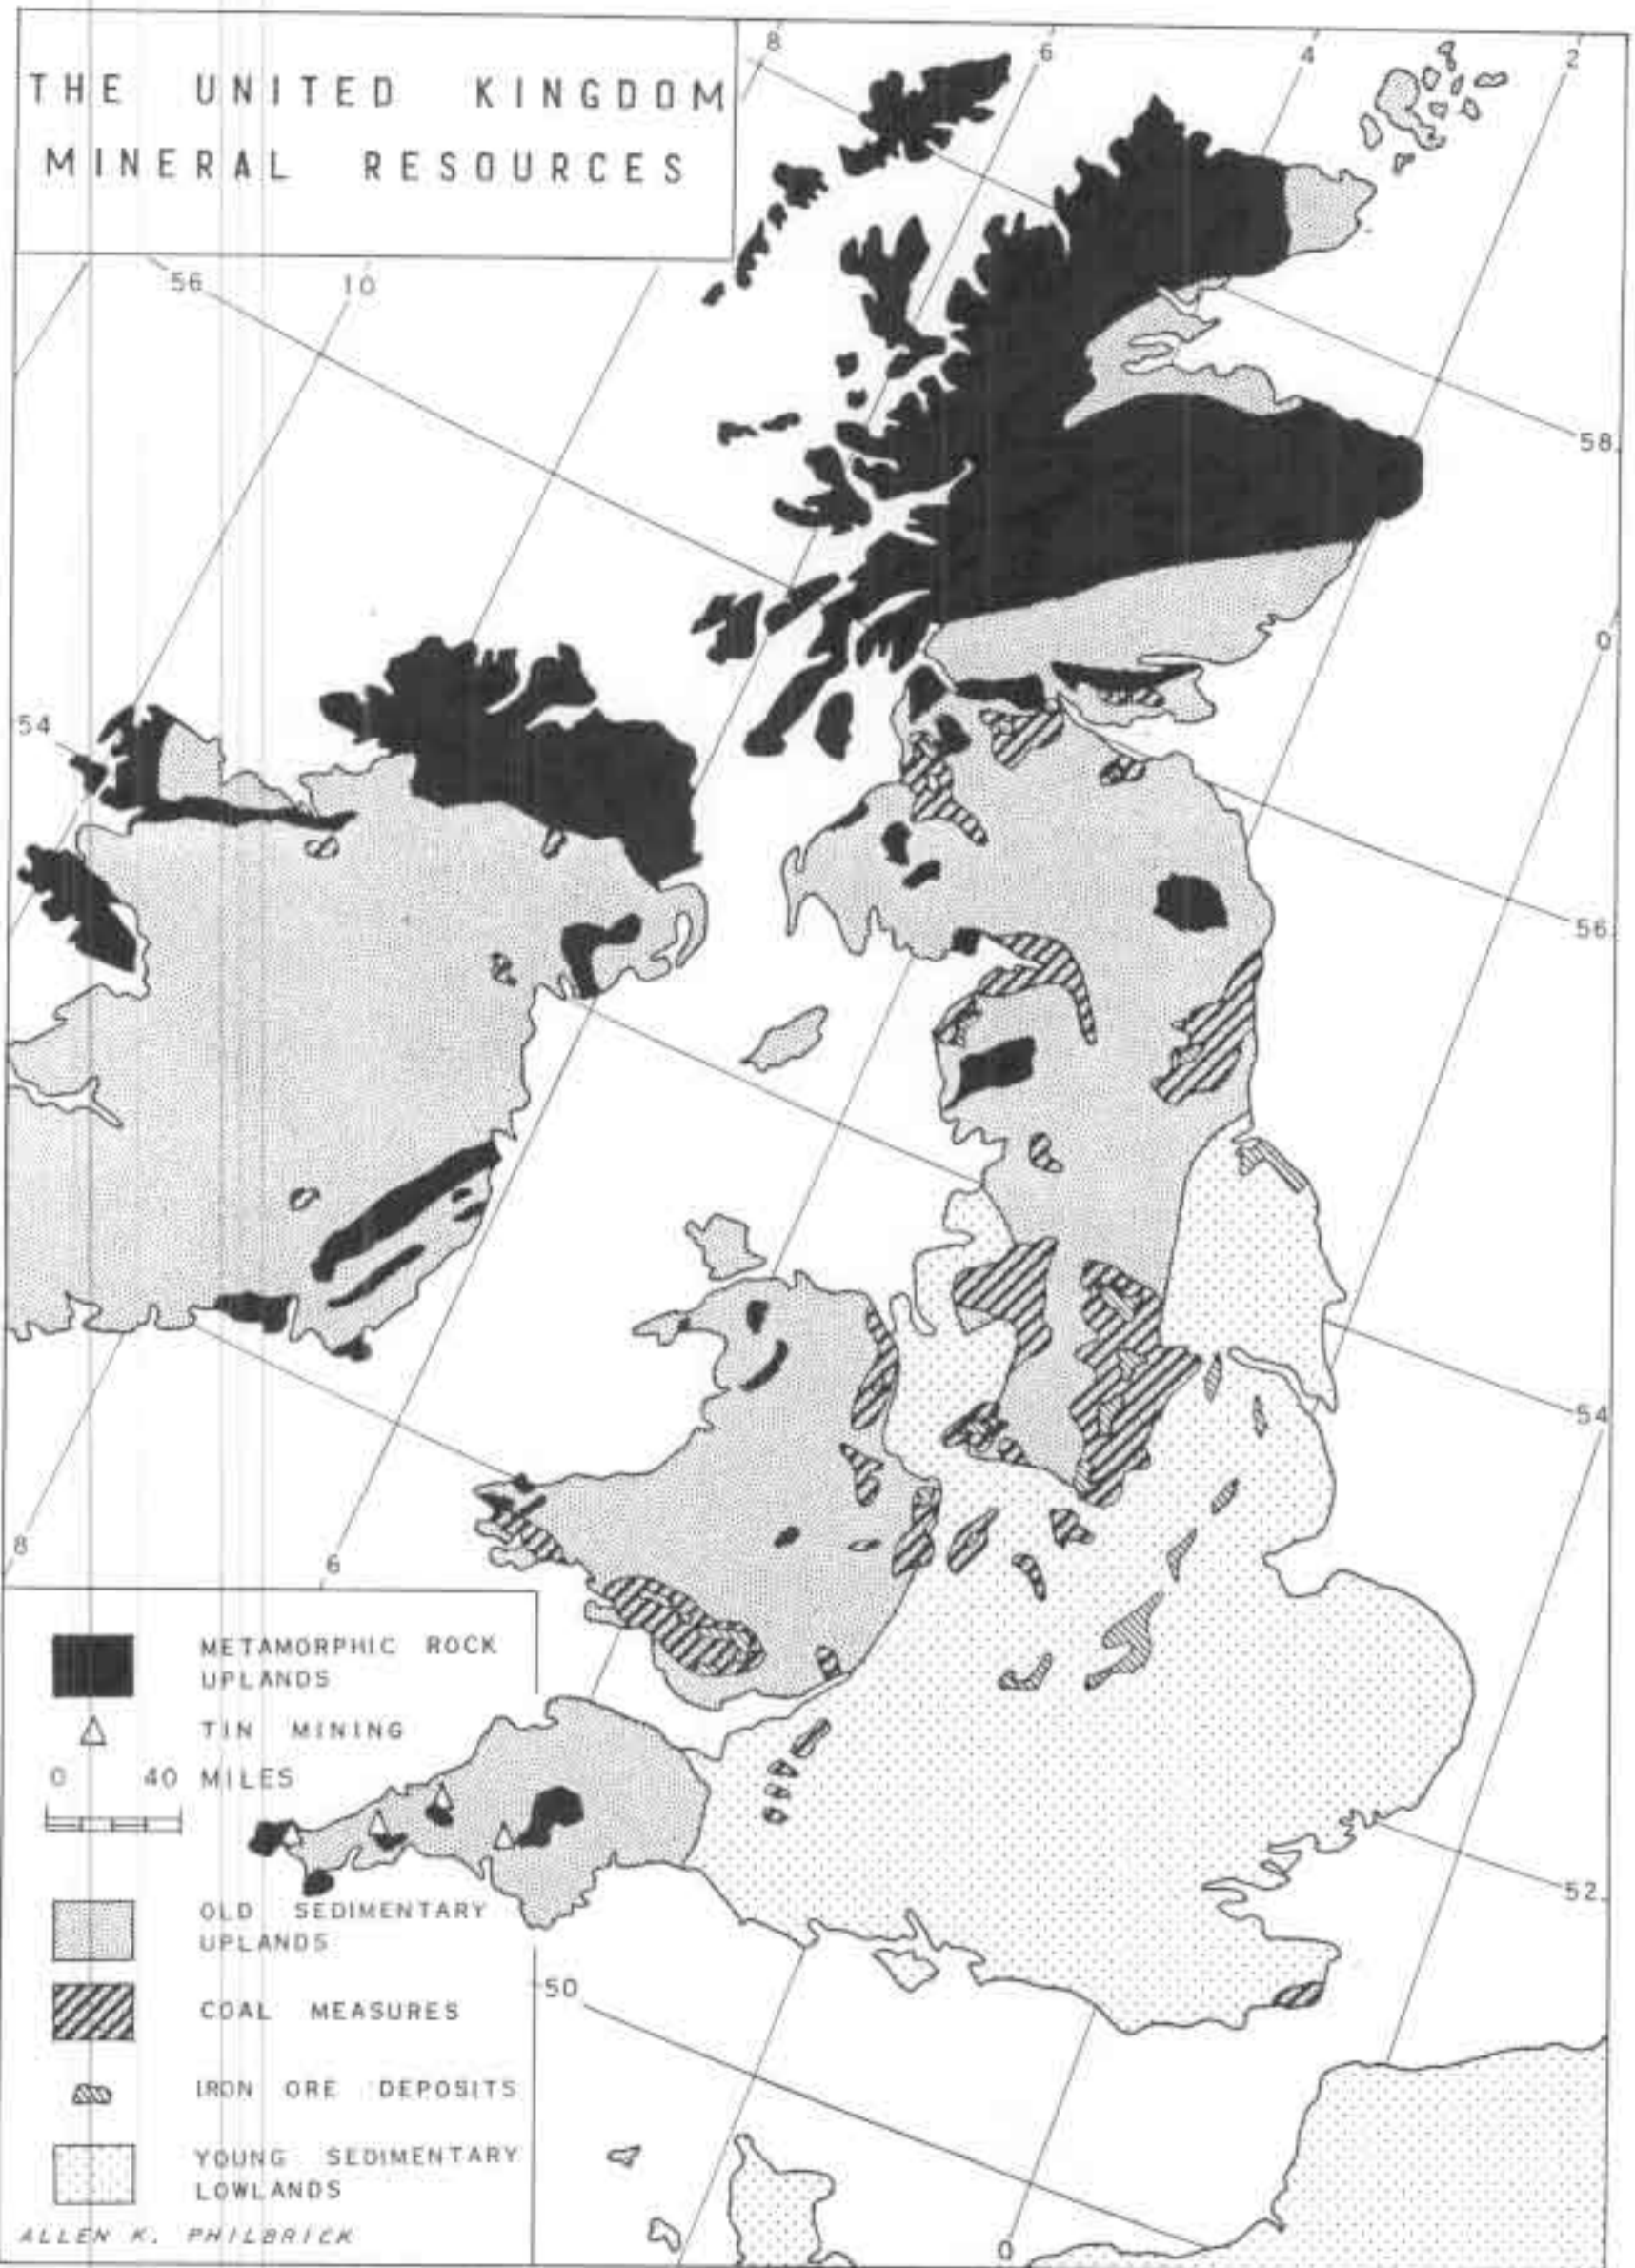 THE UNITED KINGDOM
MINERAL RESOURCES
8
6
4
2
56
10
58
0
54
56
54
8
6
METAMORPHIC ROCK
UPLANDS
TIN MINING
0 40 MILES
OLD SEDIMENTARY
UPLANDS
52
COAL MEASURES
50
IRON ORE DEPOSITS
YOUNG SEDIMENTARY
LOWLANDS
ALLEN K. PHILBRICK
0